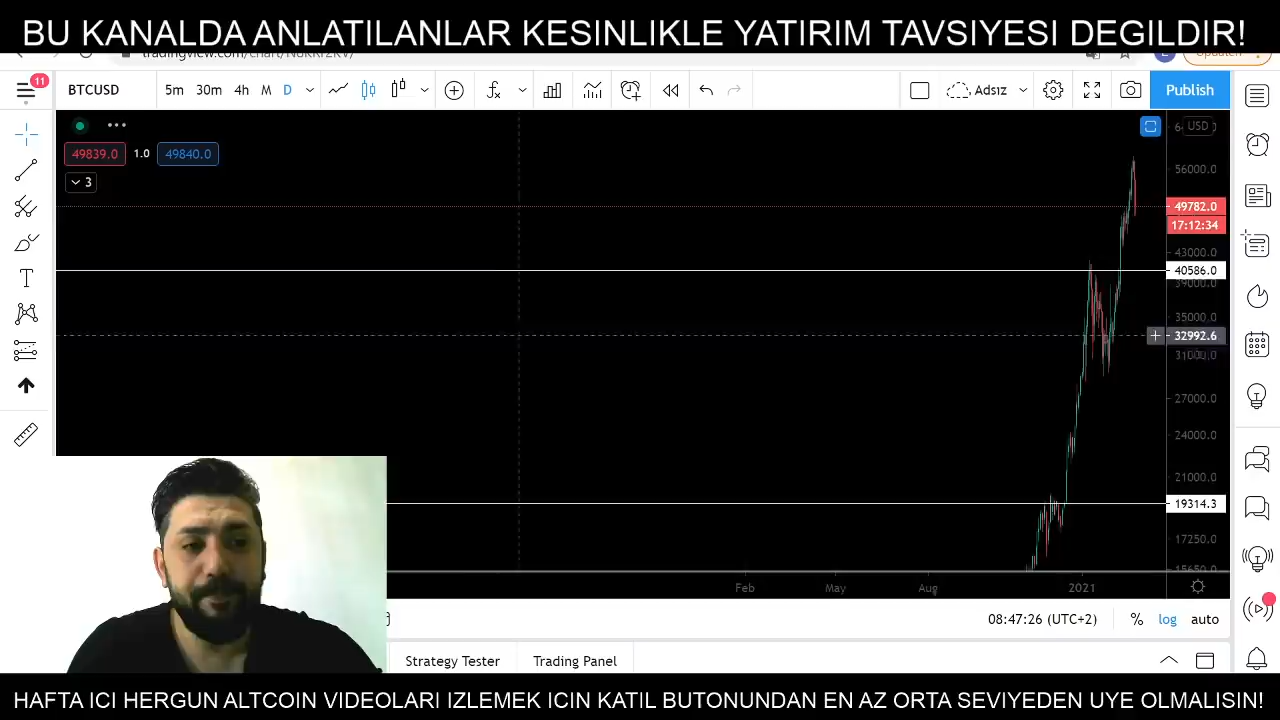 BU KANALDA ANLATILANLAR KESINLIKLE YATIRIM TAVSIYESI DEGILDIR!
11
BTCUSD 5m 30m 4h M D Adsız Publish
USD
49839.0 1.0 49840.0
3
56000.0
49782.0
17:12:34
43000.0
40586.0
39000.0
35000.0
32992.6
31000.0
27000.0
24000.0
21000.0
19314.3
17250.0
15650.0
Feb May Aug 2021
08:47:26 (UTC+2) % log auto
Strategy Tester Trading Panel
HAFTA ICI HERGUN ALTCOIN VIDEOLARI IZLEMEK ICIN KATIL BUTONUNDAN EN AZ ORTA SEVIYEDEN UYE OLMALISIN!